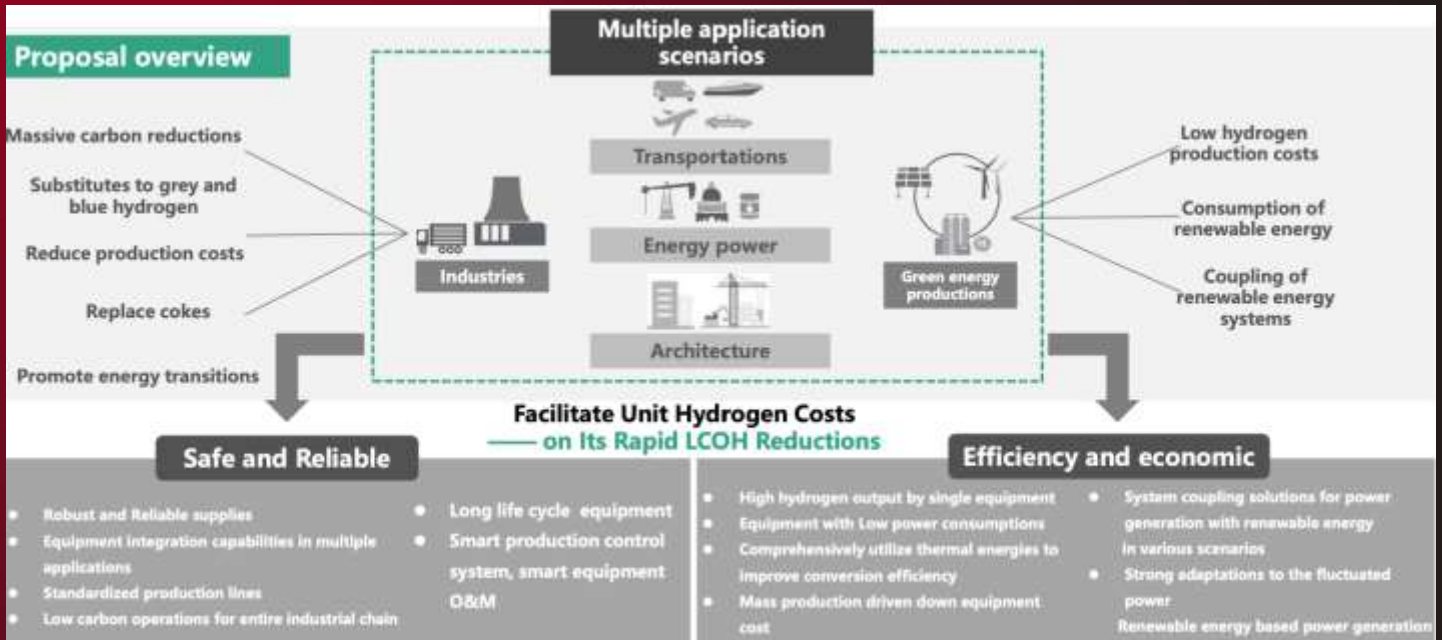 Proposal overview
Multiple application
scenarios
Massive carbon reductions
Substitutes to grey and
blue hydrogen
Reduce production costs
Replace cokes
Promote energy transitions
Industries
Transportations
Energy power
Architecture
Green energy
productions
Low hydrogen
production costs
Consumption of
renewable energy
Coupling of
renewable energy
systems
Facilitate Unit Hydrogen Costs
—— on Its Rapid LCOH Reductions
Safe and Reliable
● Robust and Reliable supplies
● Equipment integration capabilities in multiple
applications
● Standardized production lines
● Low carbon operations for entire industrial chain
● Long life cycle equipment
● Smart production control
system, smart equipment
O&M
Efficiency and economic
● High hydrogen output by single equipment
● Equipment with Low power consumptions
● Comprehensively utilize thermal energies to
improve conversion efficiency
● Mass production driven down equipment
cost
● System coupling solutions for power
generation with renewable energy
in various scenarios
● Strong adaptations to the fluctuated
power
Renewable energy based power generation